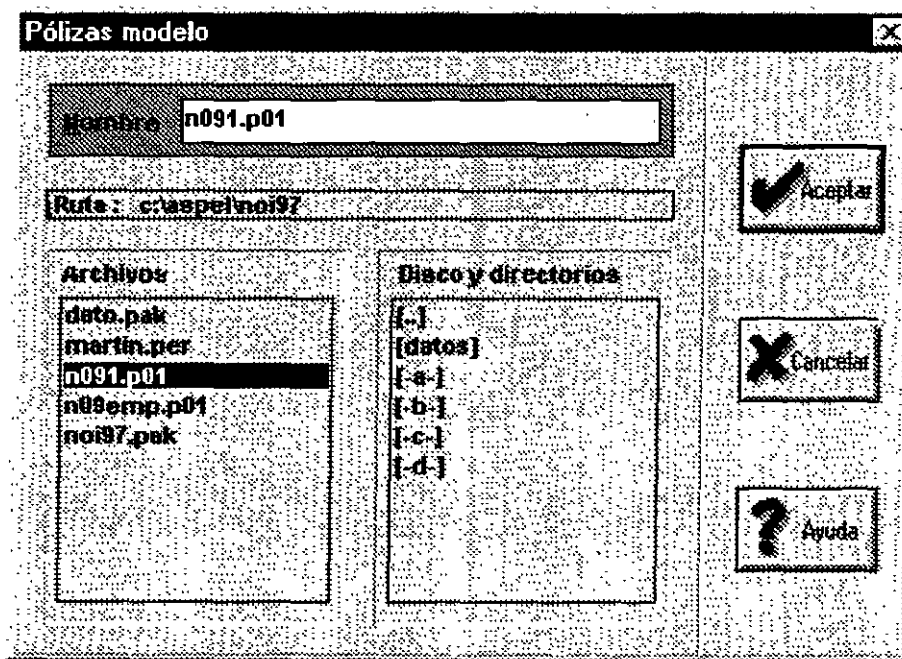 Pólizas modelo
Nombre n091.p01
Ruta : c:\aspel\noi97
Archivos
dato.pak
martin.per
n091.p01
n09emp.p01
noi97.pak
Disco y directorios
[..]
[datos]
[-a-]
[-b-]
[-c-]
[-d-]
Aceptar
Cancelar
Ayuda